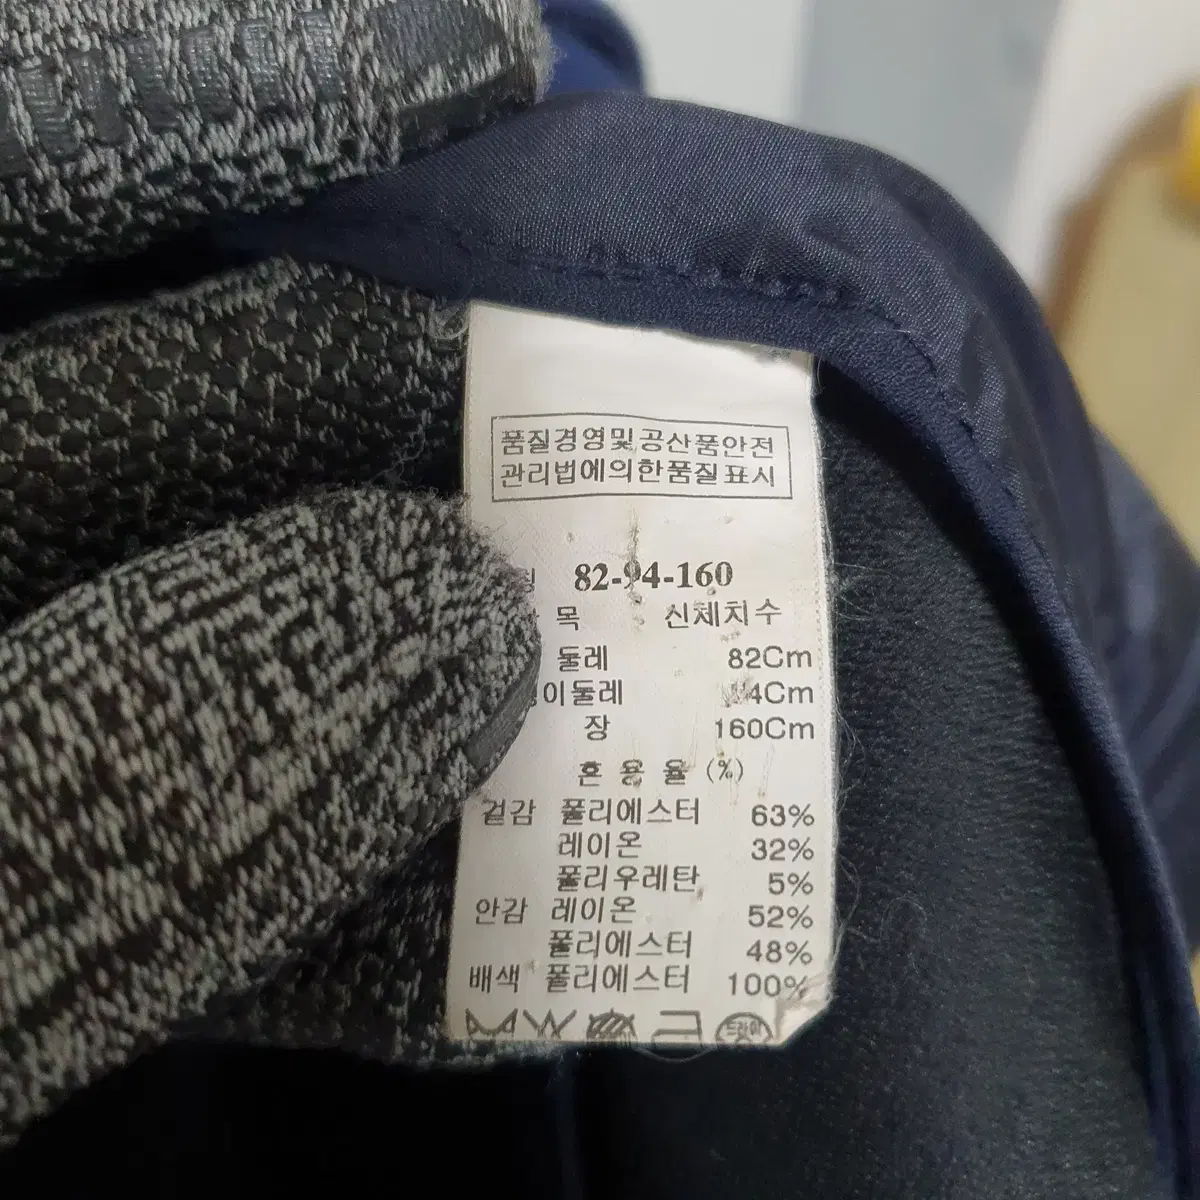 품질경영및공산품안전
관리법에의한품질표시
82-94-160
목 신체치수
둘레 82Cm
이둘레 4Cm
장 160Cm
혼용율 (%)
겉감 폴리에스터 63%
레이온 32%
폴리우레탄 5%
안감 레이온 52%
폴리에스터 48%
배색 폴리에스터 100%
드라이